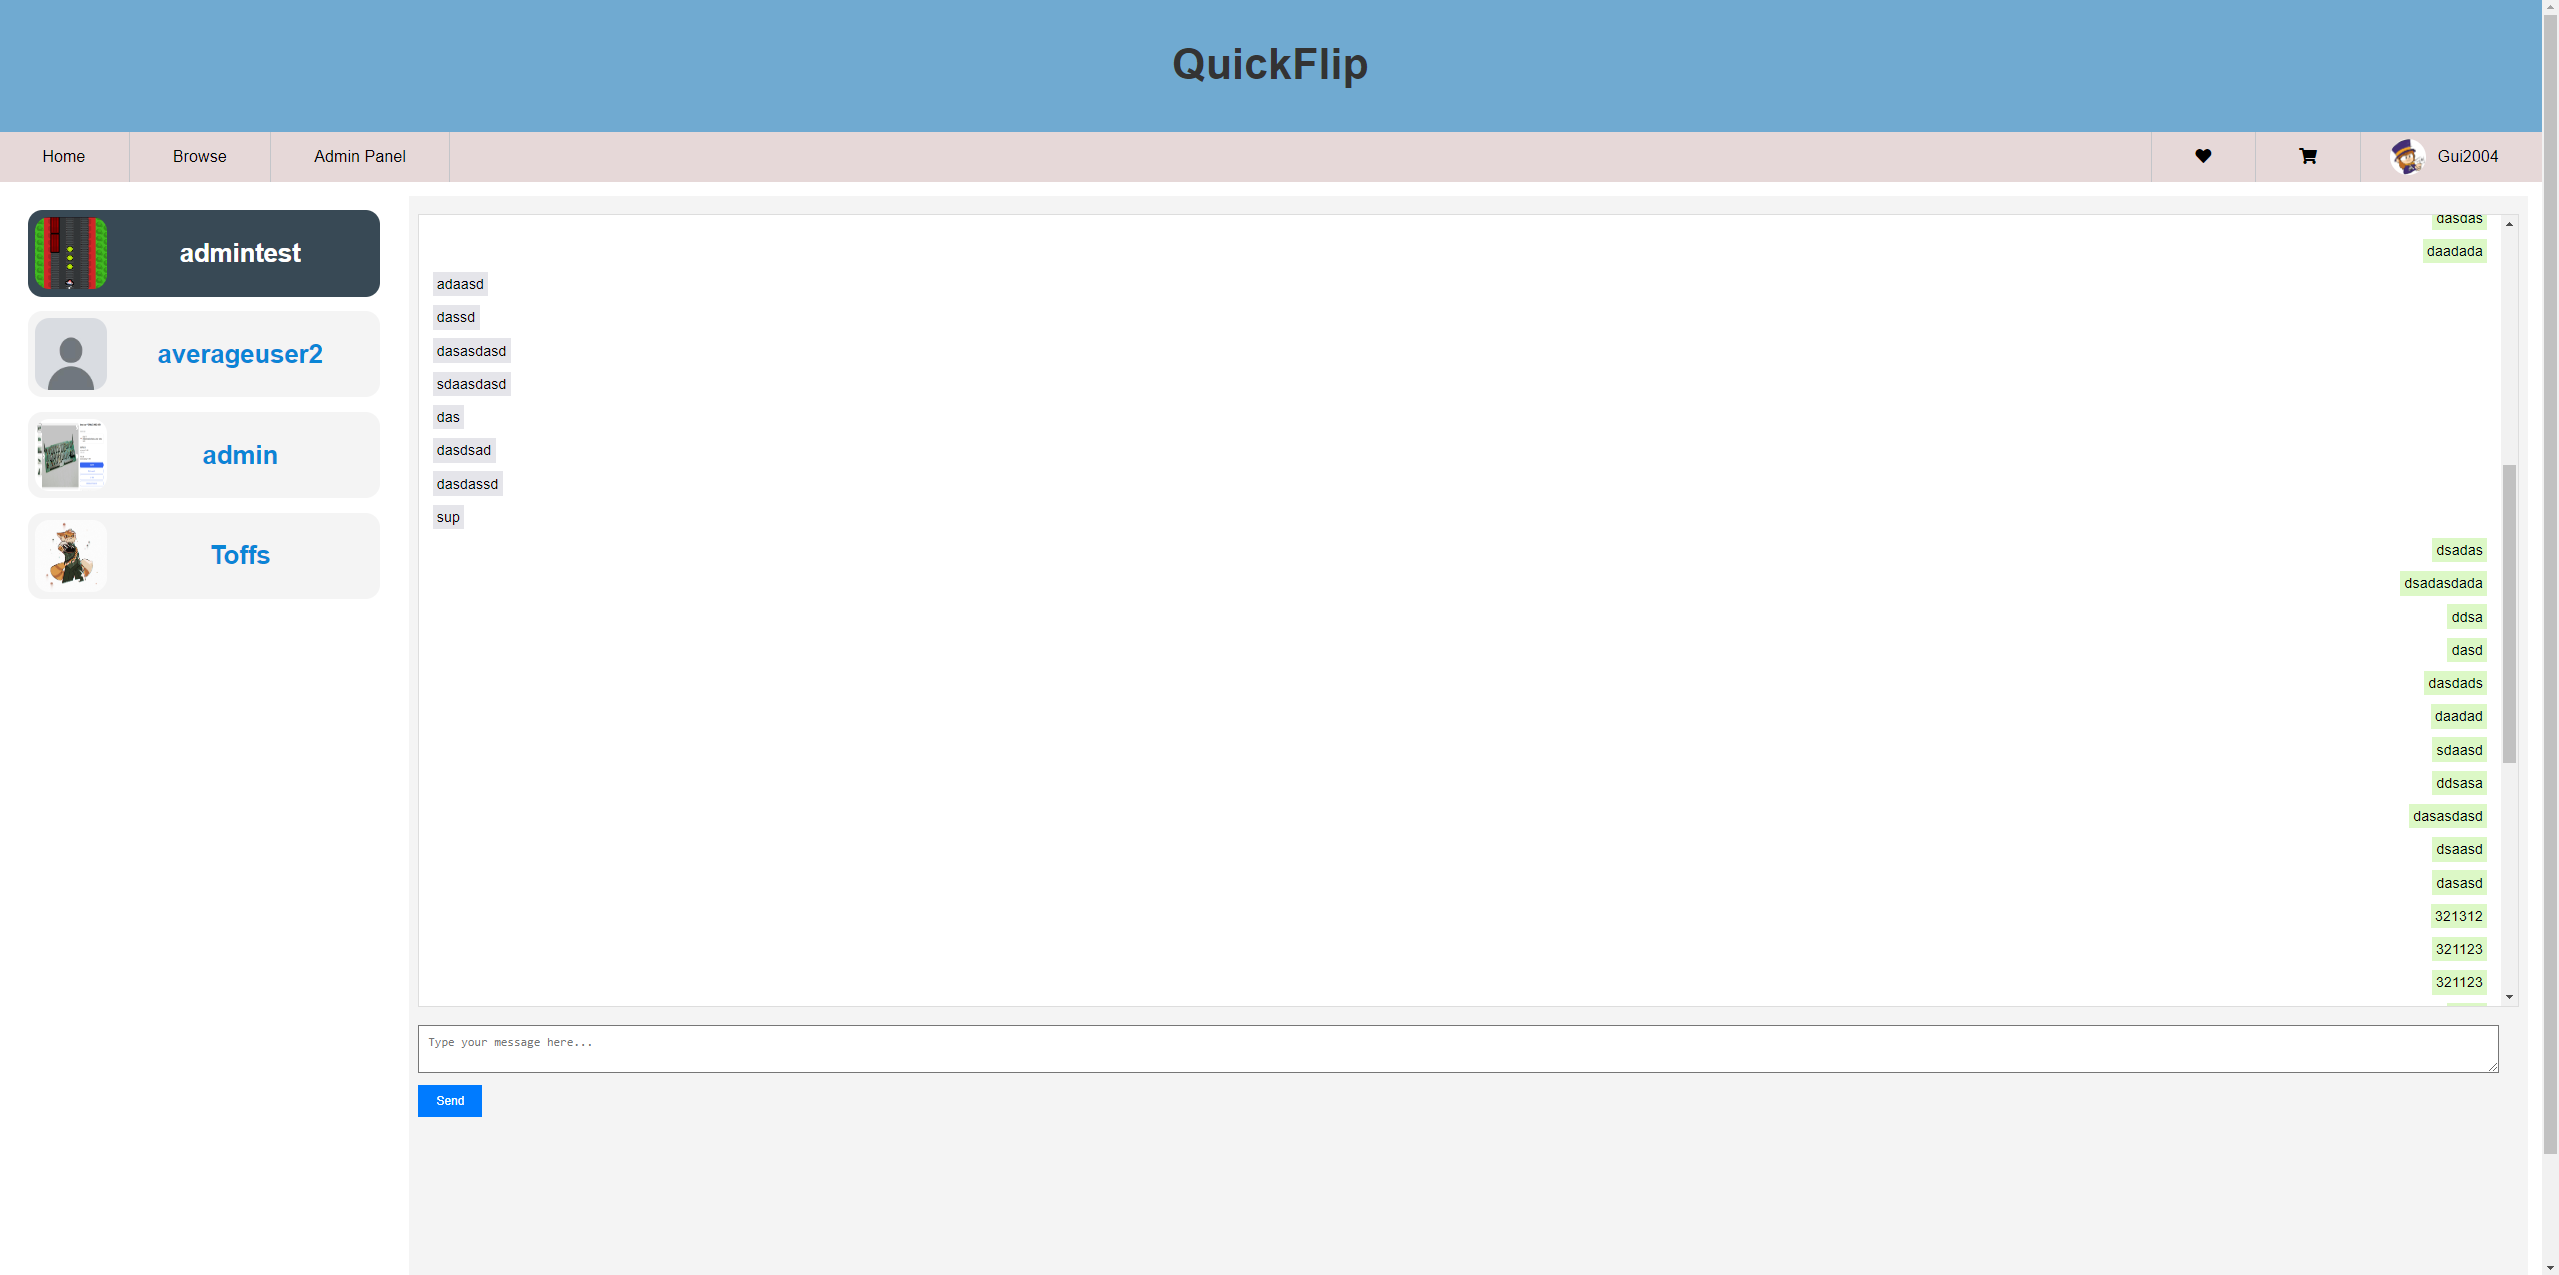 QuickFlip
Home
Browse
Admin Panel
Gui2004
admintest
averageuser2
admin
Toffs
dasdas
daadada
adaasd
dassd
dasasdasd
sdaasdasd
das
dasdsad
dasdassd
sup
dsadas
dsadasdada
ddsa
dasd
dasdads
daadad
sdaasd
ddsasa
dasasdasd
dsaasd
dasasd
321312
321123
321123
Type your message here...
Send